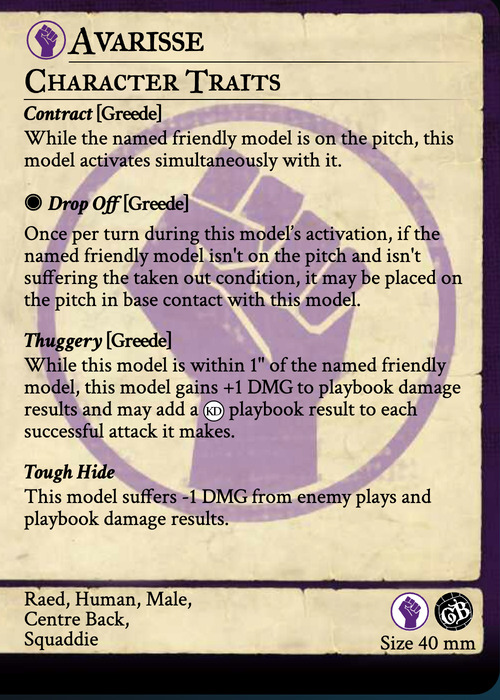 Avarisse
Character Traits
Contract [Greede]
While the named friendly model is on the pitch, this
model activates simultaneously with it.
Drop Off [Greede]
Once per turn during this model's activation, if the
named friendly model isn't on the pitch and isn't
suffering the taken out condition, it may be placed on
the pitch in base contact with this model.
Thuggery [Greede]
While this model is within 1" of the named friendly
model, this model gains +1 DMG to playbook damage
results and may add a KD playbook result to each
successful attack it makes.
Tough Hide
This model suffers -1 DMG from enemy plays and
playbook damage results.
Raed, Human, Male,
Centre Back,
Squaddie
GB
Size 40 mm